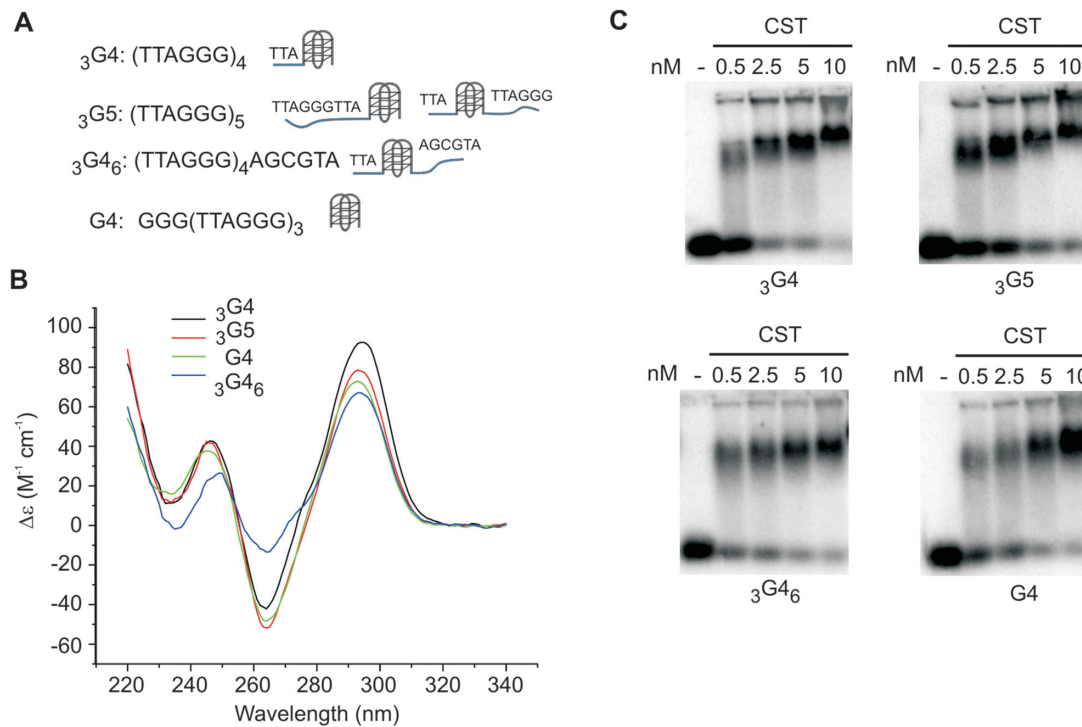 A
₃G4: (TTAGGG)₄ TTA
₃G5: (TTAGGG)₅ TTAGGGTTA TTA TTAGGG
₃G4₆: (TTAGGG)₄AGCGTA TTA AGCGTA
G4: GGG(TTAGGG)₃
B
₃G4
₃G5
G4
₃G4₆
100
80
60
40
20
0
-20
-40
-60
Δε (M⁻¹ cm⁻¹)
220 240 260 280 300 320 340
Wavelength (nm)
C
CST
nM - 0.5 2.5 5 10
₃G4
CST
nM - 0.5 2.5 5 10
₃G5
CST
nM - 0.5 2.5 5 10
₃G4₆
CST
nM - 0.5 2.5 5 10
G4